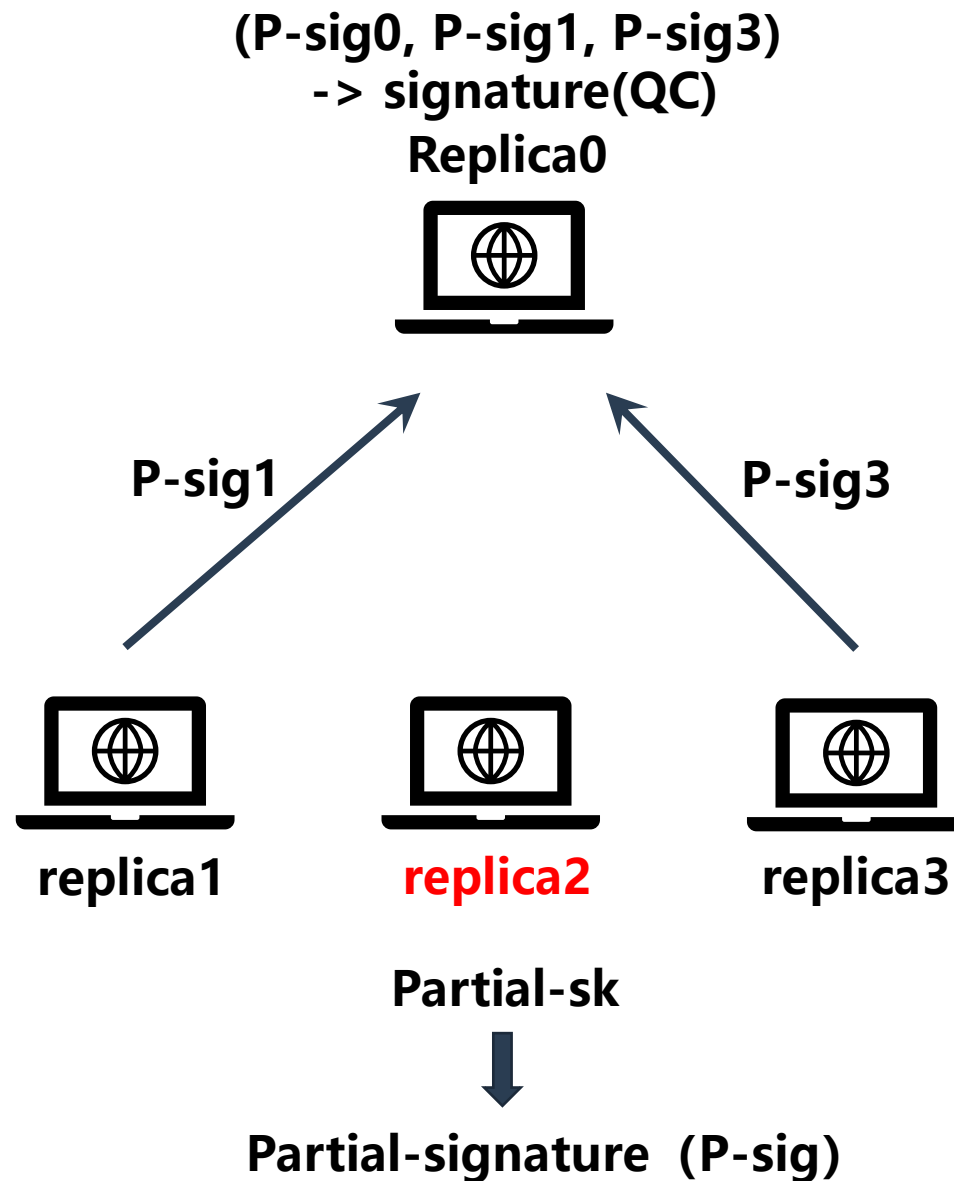 (P-sig0, P-sig1, P-sig3)
-> signature(QC)
Replica0
P-sig1
P-sig3
replica1
replica2
replica3
Partial-sk
Partial-signature (P-sig)